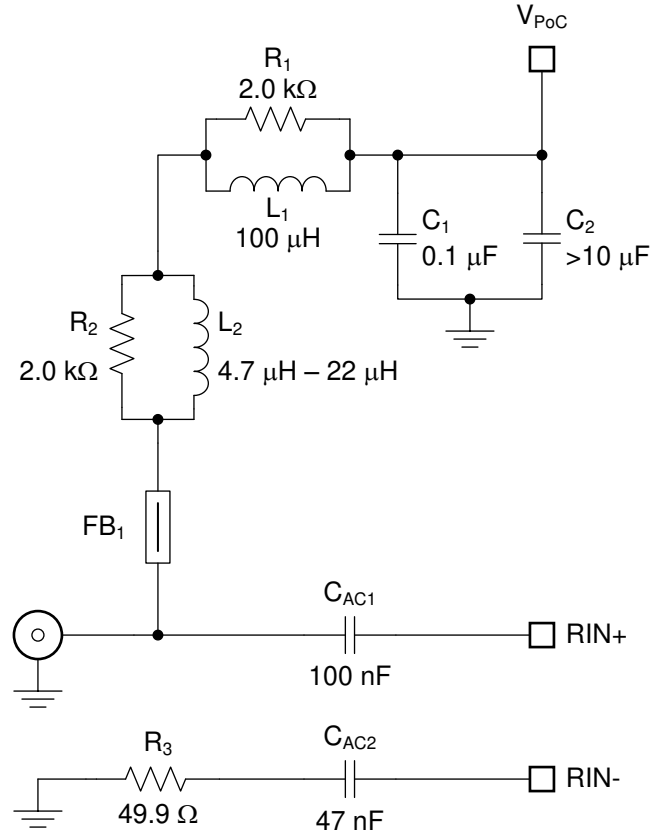 V_PoC
R1
2.0 kΩ
L1
100 μH
C1
0.1 μF
C2
>10 μF
R2
2.0 kΩ
L2
4.7 μH – 22 μH
FB1
CAC1
100 nF
RIN+
R3
49.9 Ω
CAC2
47 nF
RIN-